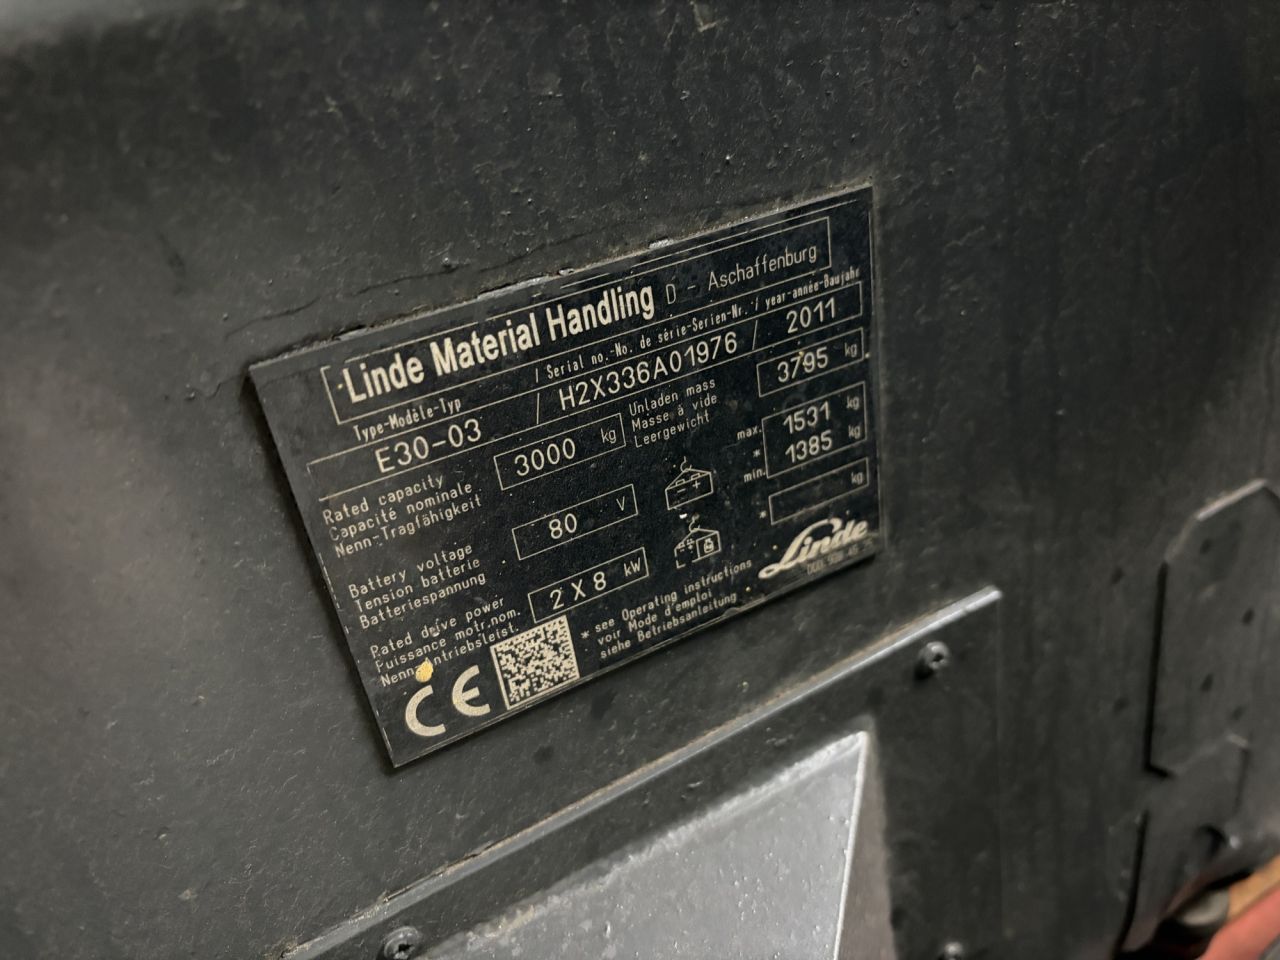 Linde Material Handling D - Aschaffenburg
Type-Modèle-Typ / Serial no.-No. de série-Serien-Nr. / year-année-Baujahr
E30-03 / H2X336A01976 / 2011
Rated capacity
Capacité nominale
Nenn-Tragfähigkeit
3000 kg
Unladen mass
Masse à vide
Leergewicht
3795 kg
Battery voltage
Tension batterie
Batteriespannung
80 V
max. 1531 kg
*
min. 1385 kg
Rated drive power
Puissance motr.nom.
Nenn-Antriebsleist.
2 X 8 kW
* kg
CE
* see Operating instructions
voir Mode d'emploi
siehe Betriebsanleitung
Linde